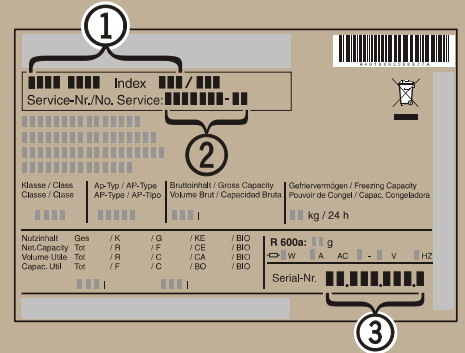 1
A401880308627A
Index /
Service-Nr./No. Service: -
2
Klasse / Class
Classe / Clase
Ap-Typ / AP-Type
AP-Type / AP-Tipo
Bruttoinhalt / Gross Capacity
Volume Brut / Capacidad Bruta
l
Gefriervermögen / Freezing Capacity
Pouvoir de Congel / Capac. Congeladora
kg / 24 h
Nutzinhalt Ges / K / G / KE / BIO
Net.Capacity Tot / R / F / CE / BIO
Volume Utile Tot / R / C / CA / BIO
Capac. Util Tot / F / C / BO / BIO
l l
R 600a: g
W A AC - V HZ
Serial-Nr. . .
3